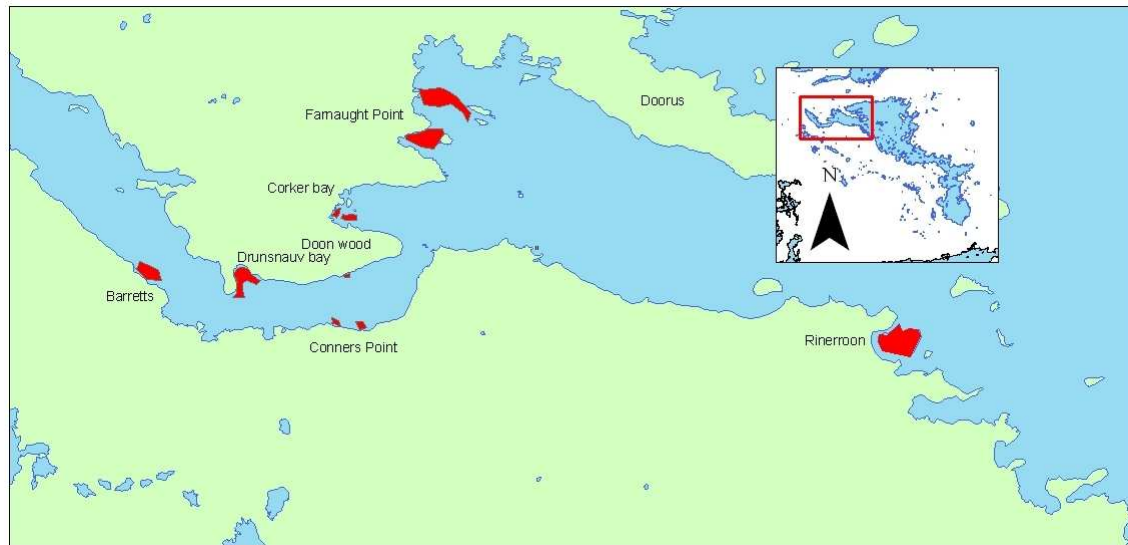 Doorus
Farnaught Point
N
Corker bay
Doon wood
Drunsnauv bay
Barretts
Rinerroon
Conners Point